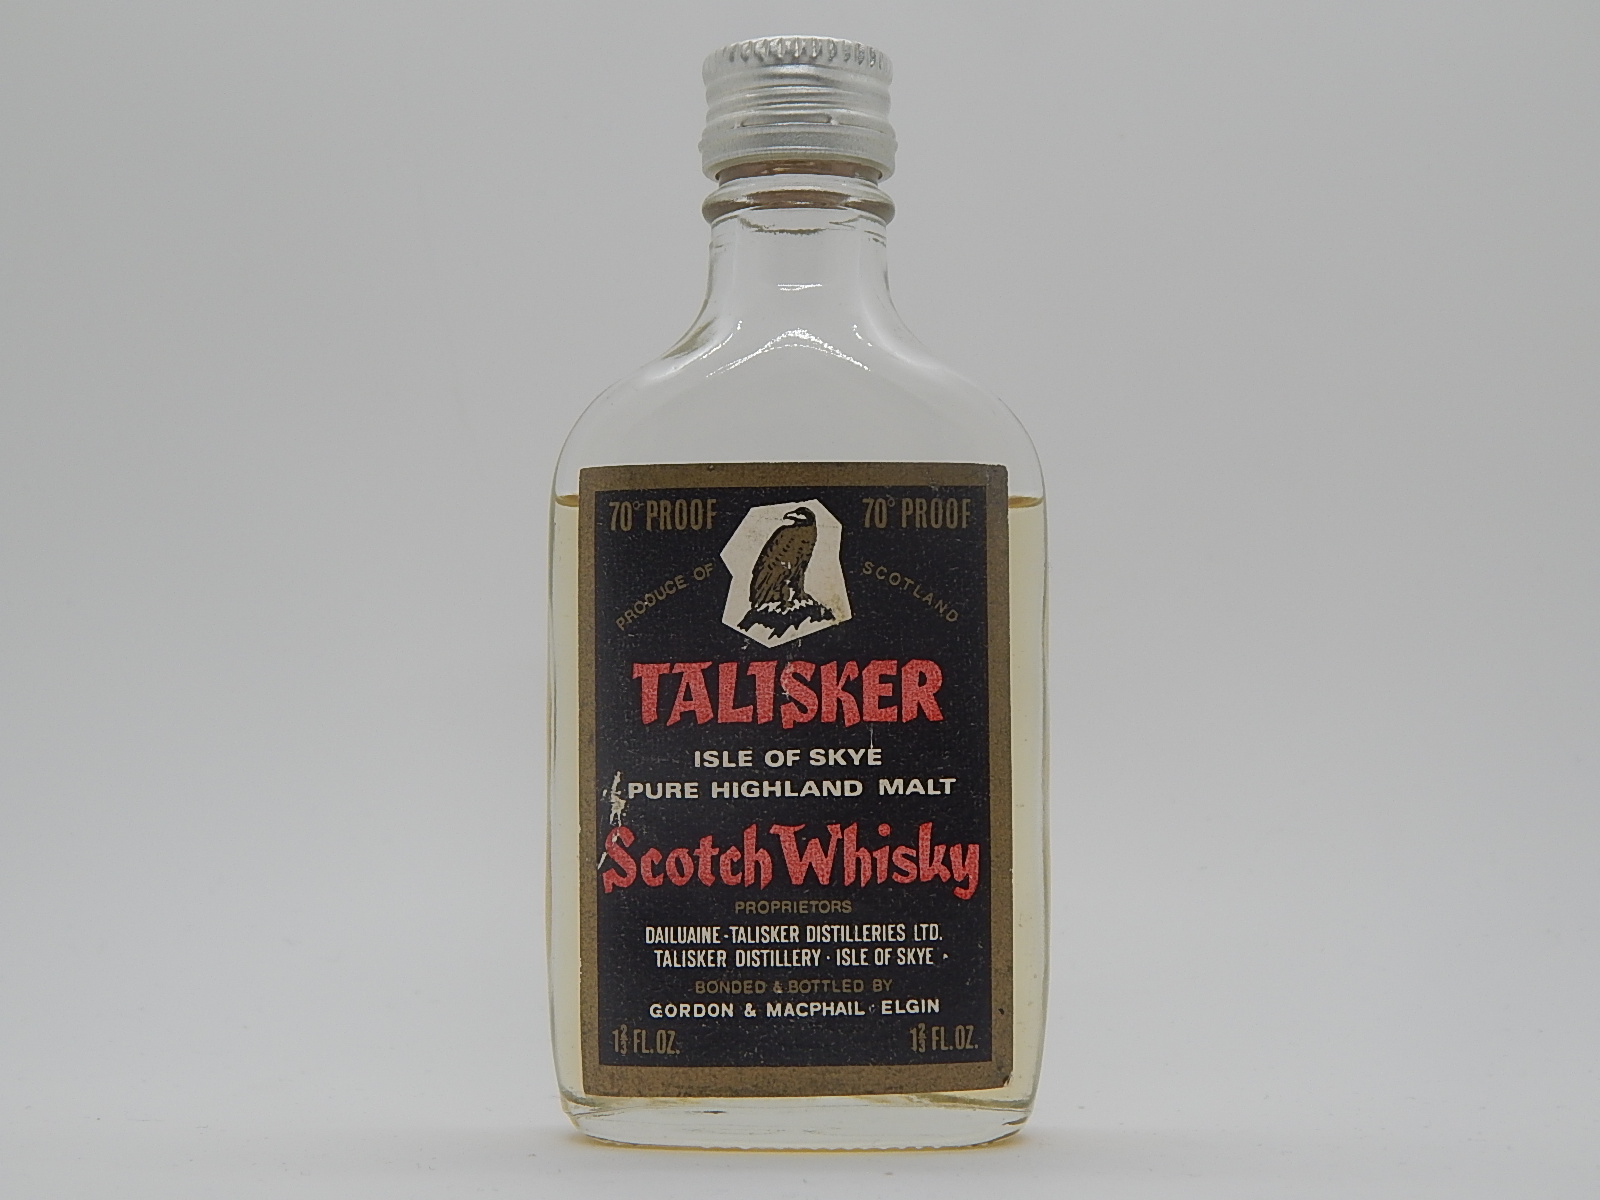 70° PROOF 70° PROOF
PRODUCE OF SCOTLAND
TALISKER
ISLE OF SKYE
PURE HIGHLAND MALT
Scotch Whisky
PROPRIETORS
DAILUAINE-TALISKER DISTILLERIES LTD.
TALISKER DISTILLERY · ISLE OF SKYE ·
BONDED & BOTTLED BY
GORDON & MACPHAIL · ELGIN
1⅔ FL.OZ. 1⅔ FL.OZ.